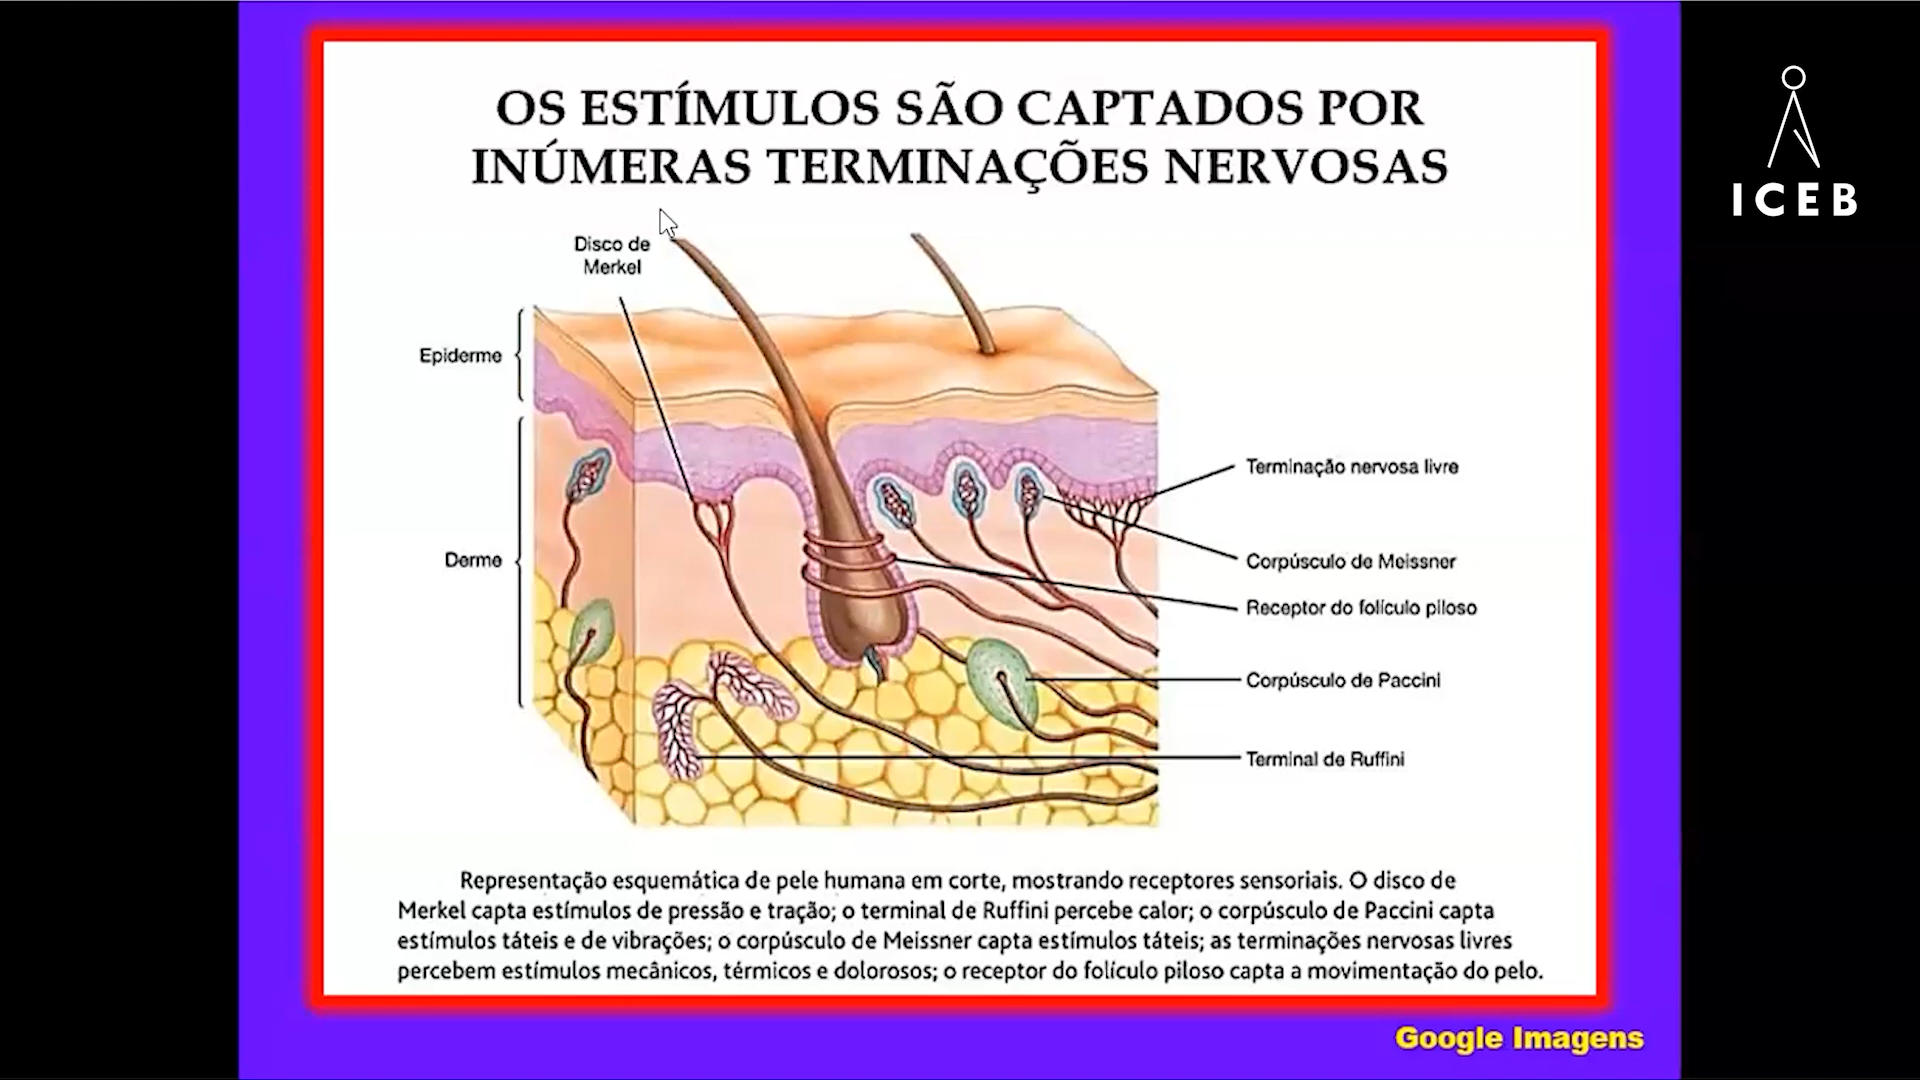 OS ESTÍMULOS SÃO CAPTADOS POR
INÚMERAS TERMINAÇÕES NERVOSAS
ICEB
Disco de
Merkel
Epiderme
Derme
Terminação nervosa livre
Corpúsculo de Meissner
Receptor do folículo piloso
Corpúsculo de Paccini
Terminal de Ruffini
Representação esquemática de pele humana em corte, mostrando receptores sensoriais. O disco de
Merkel capta estímulos de pressão e tração; o terminal de Ruffini percebe calor; o corpúsculo de Paccini capta
estímulos táteis e de vibrações; o corpúsculo de Meissner capta estímulos táteis; as terminações nervosas livres
percebem estímulos mecânicos, térmicos e dolorosos; o receptor do folículo piloso capta a movimentação do pelo.
Google Imagens